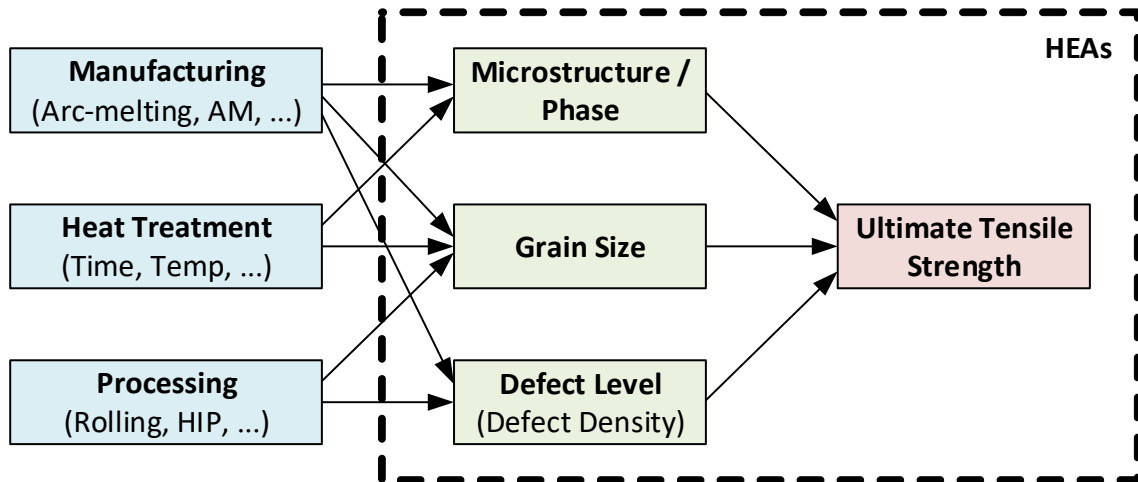 HEAs
Manufacturing
(Arc-melting, AM, ...)
Microstructure /
Phase
Heat Treatment
(Time, Temp, ...)
Grain Size
Ultimate Tensile
Strength
Processing
(Rolling, HIP, ...)
Defect Level
(Defect Density)